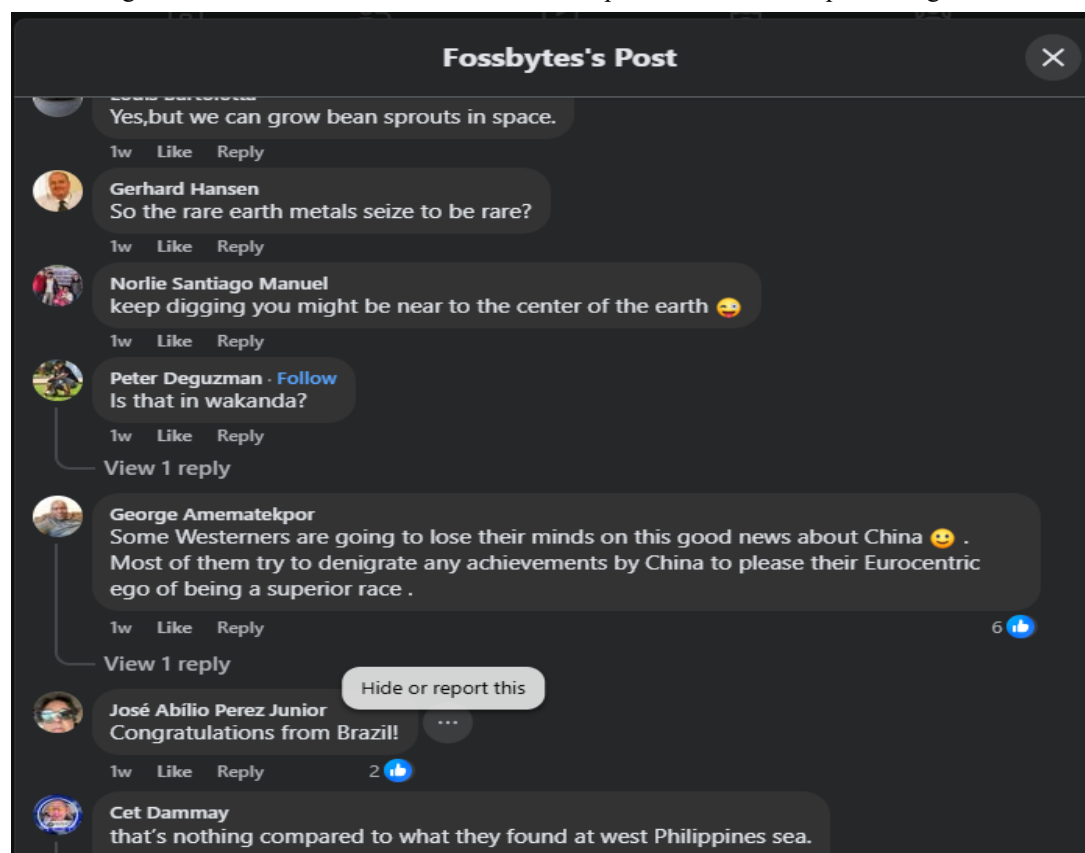 Fossbytes's Post
Yes,but we can grow bean sprouts in space.
1w Like Reply
Gerhard Hansen
So the rare earth metals seize to be rare?
1w Like Reply
Norlie Santiago Manuel
keep digging you might be near to the center of the earth 😜
1w Like Reply
Peter Deguzman · Follow
Is that in wakanda?
1w Like Reply
View 1 reply
George Amematekpor
Some Westerners are going to lose their minds on this good news about China 🙂 .
Most of them try to denigrate any achievements by China to please their Eurocentric
ego of being a superior race .
1w Like Reply 6
View 1 reply
Hide or report this
José Abílio Perez Junior
Congratulations from Brazil!
1w Like Reply 2
Cet Dammay
that's nothing compared to what they found at west Philippines sea.